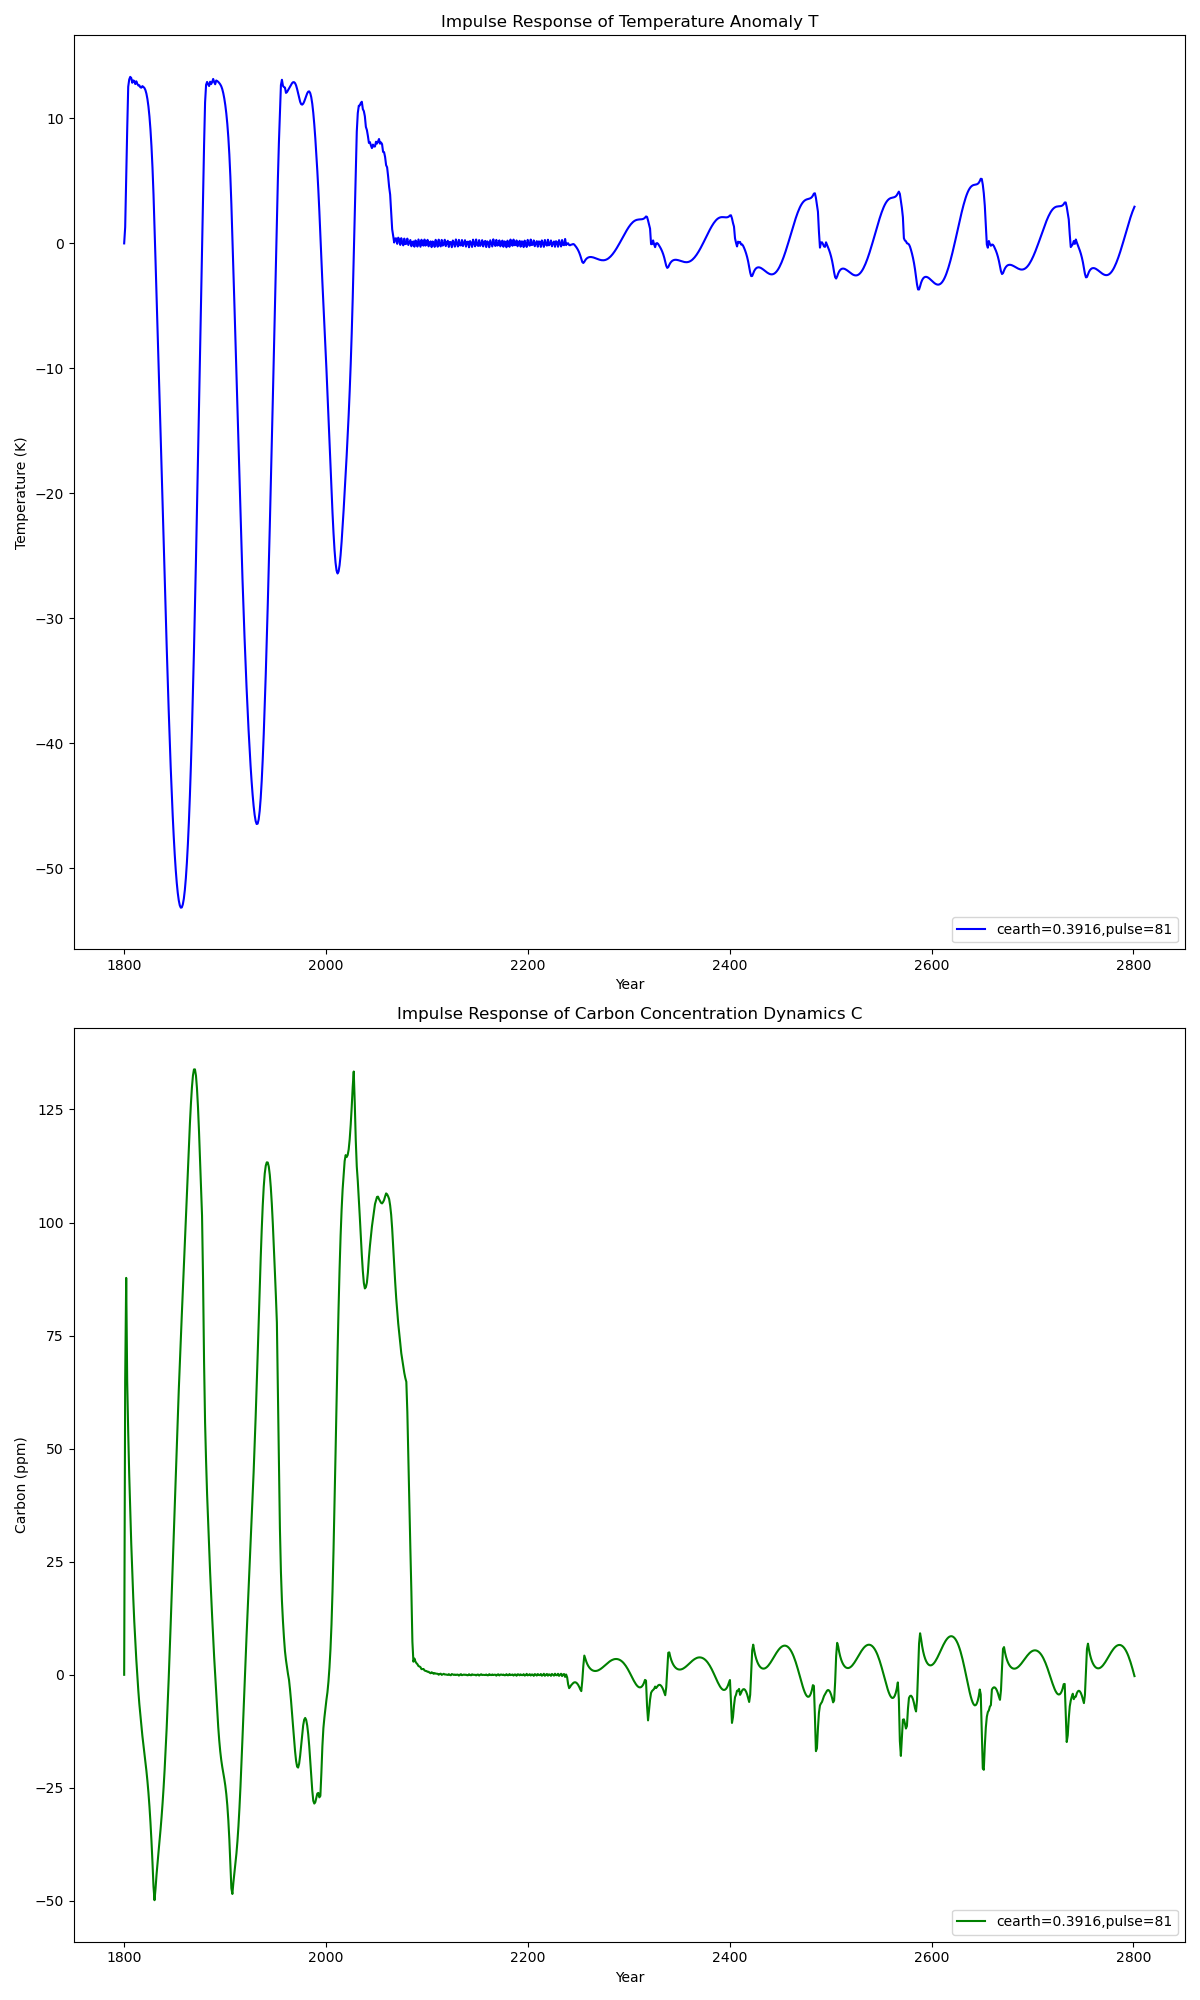 Impulse Response of Temperature Anomaly T
10
0
−10
−20
−30
−40
−50
Temperature (K)
cearth=0.3916,pulse=81
1800 2000 2200 2400 2600 2800
Year
Impulse Response of Carbon Concentration Dynamics C
125
100
75
50
25
0
−25
−50
Carbon (ppm)
cearth=0.3916,pulse=81
1800 2000 2200 2400 2600 2800
Year